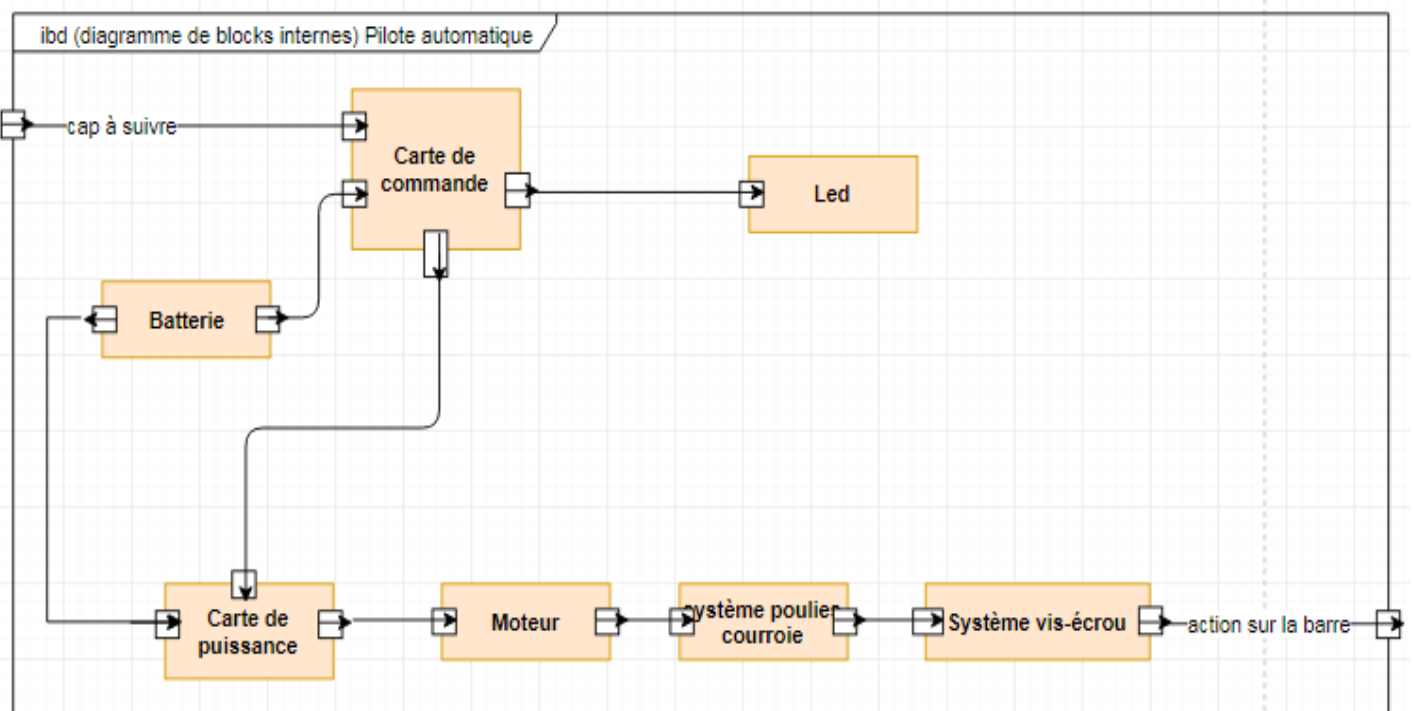 ibd (diagramme de blocks internes) Pilote automatique
cap à suivre
Carte de
commande
Led
Batterie
Carte de
puissance
Moteur
système poulies
courroie
Système vis-écrou
action sur la barre